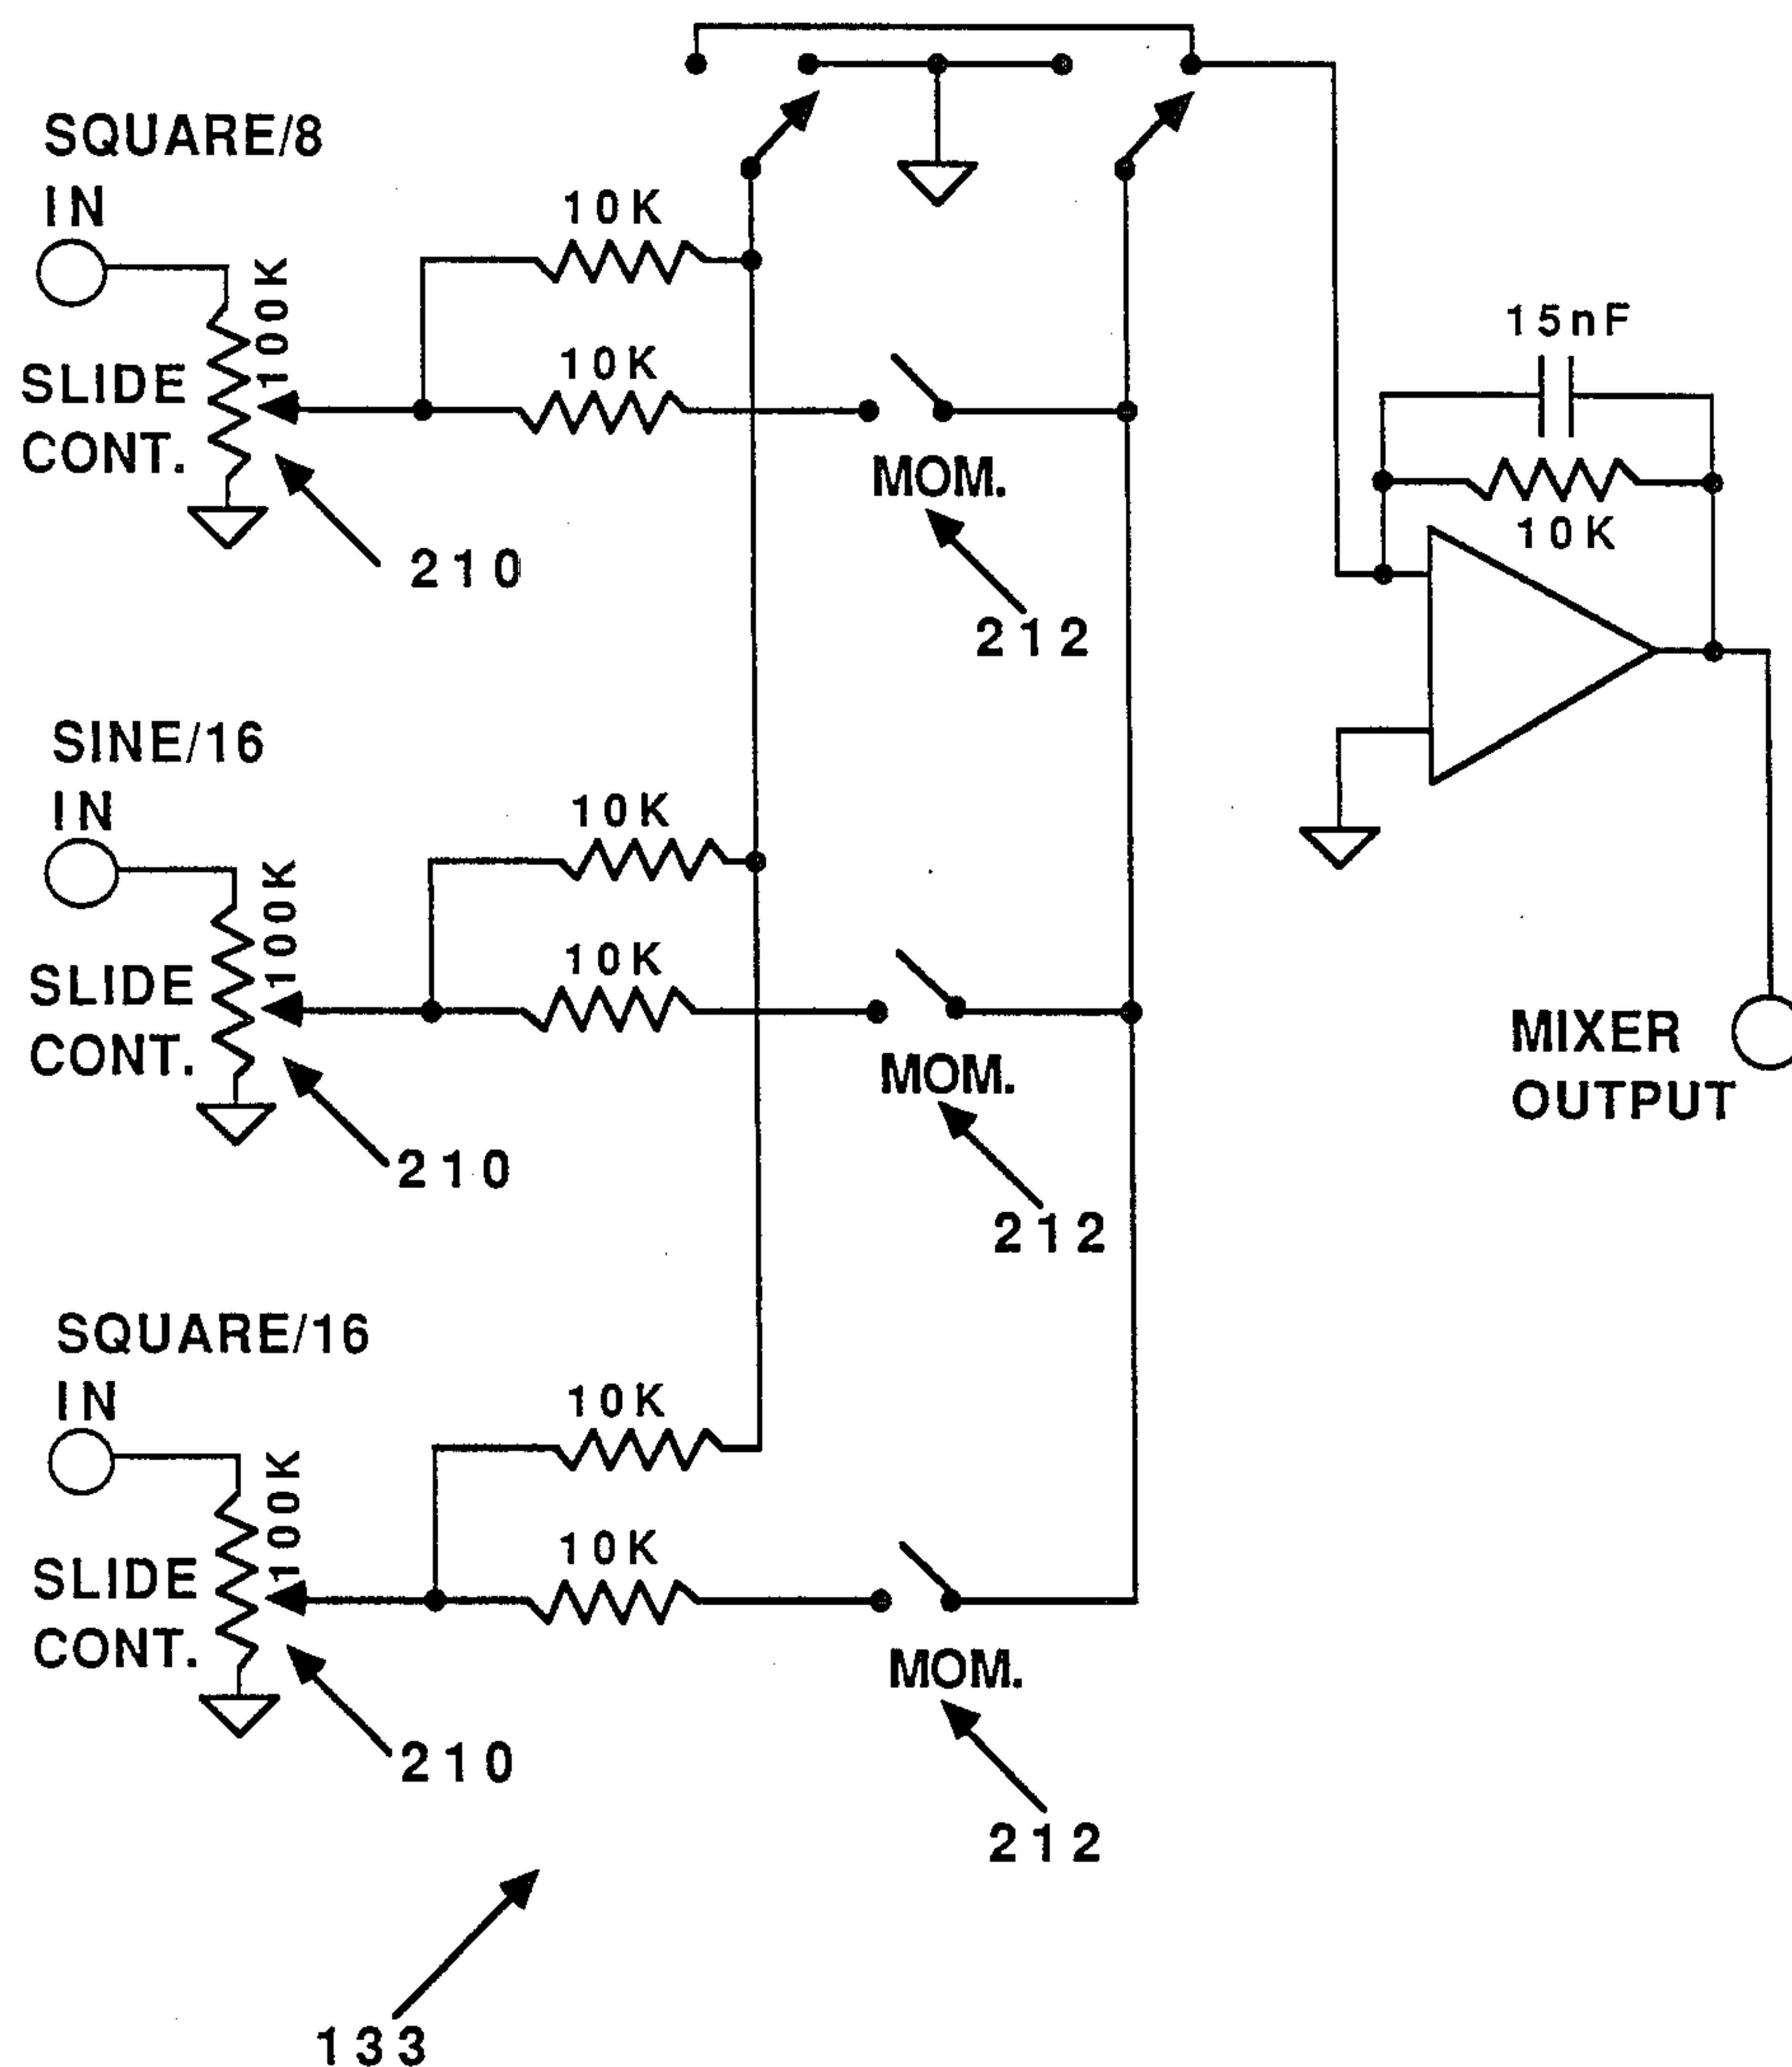 SQUARE/8
IN
10K
100K
SLIDE
CONT.
10K
15nF
10K
MOM.
210
212
SINE/16
IN
10K
100K
SLIDE
CONT.
10K
MOM.
MIXER
OUTPUT
210
212
SQUARE/16
IN
10K
100K
SLIDE
CONT.
10K
MOM.
210
212
133